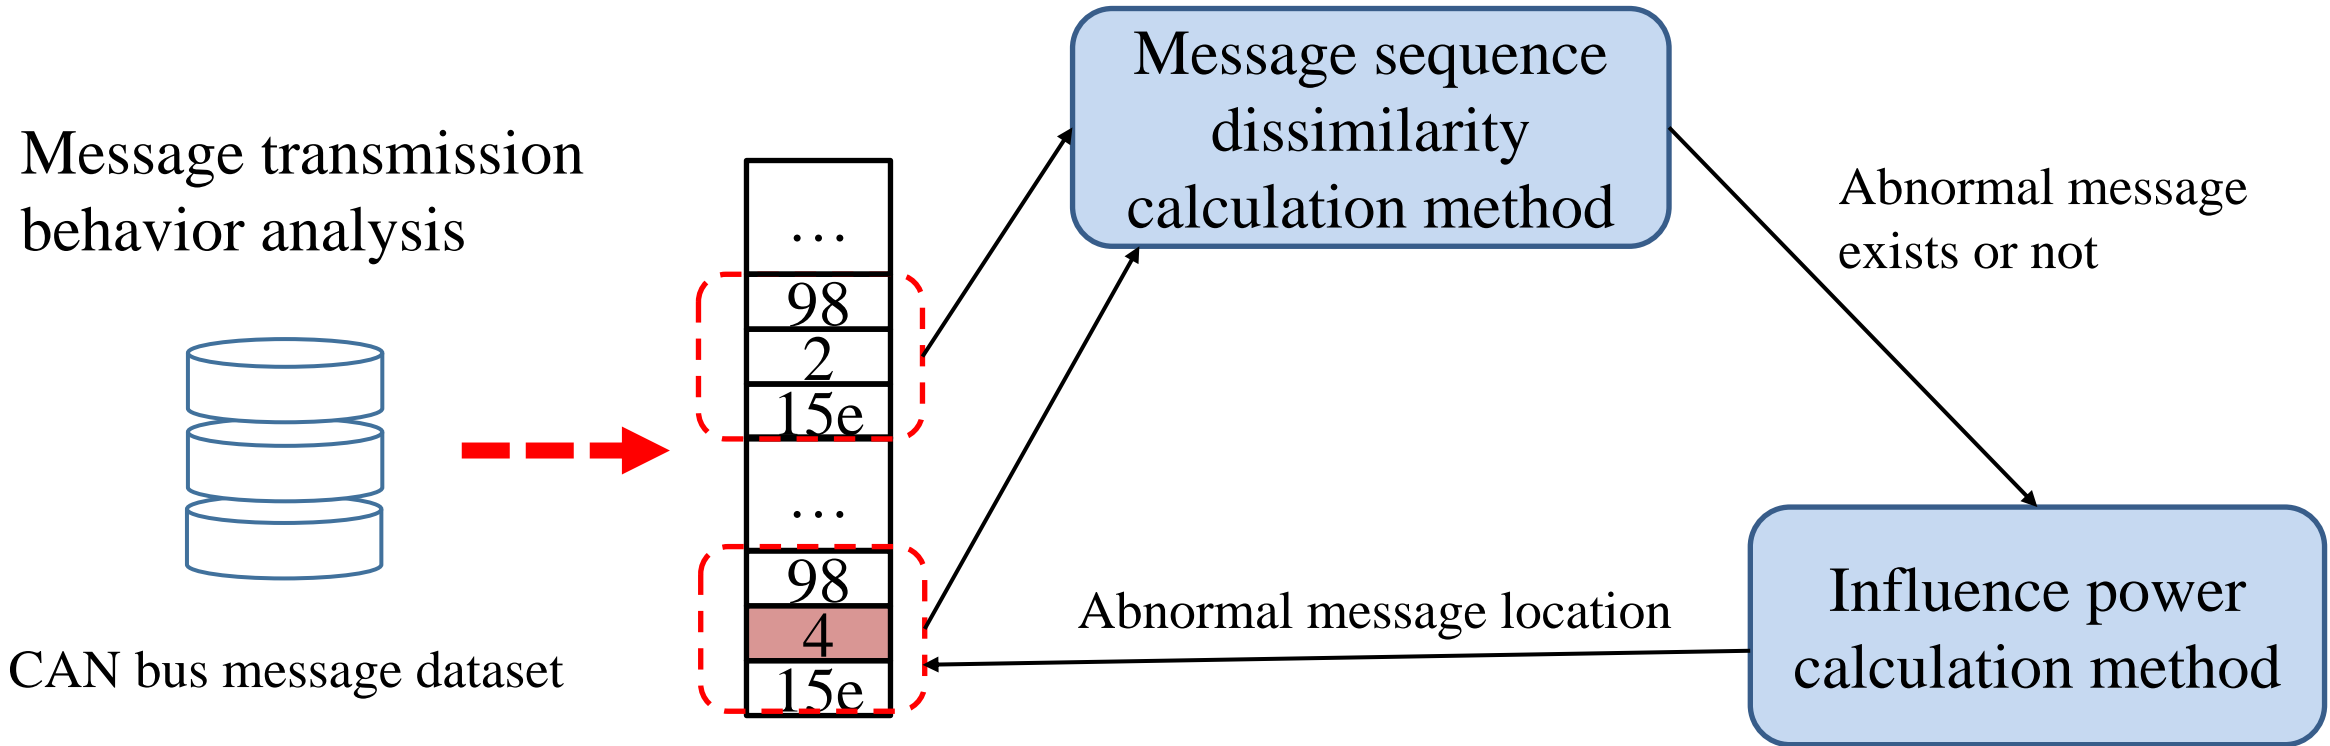 Message transmission
behavior analysis
CAN bus message dataset
…
98
2
15e
…
98
4
15e
Message sequence
dissimilarity
calculation method
Abnormal message
exists or not
Influence power
calculation method
Abnormal message location